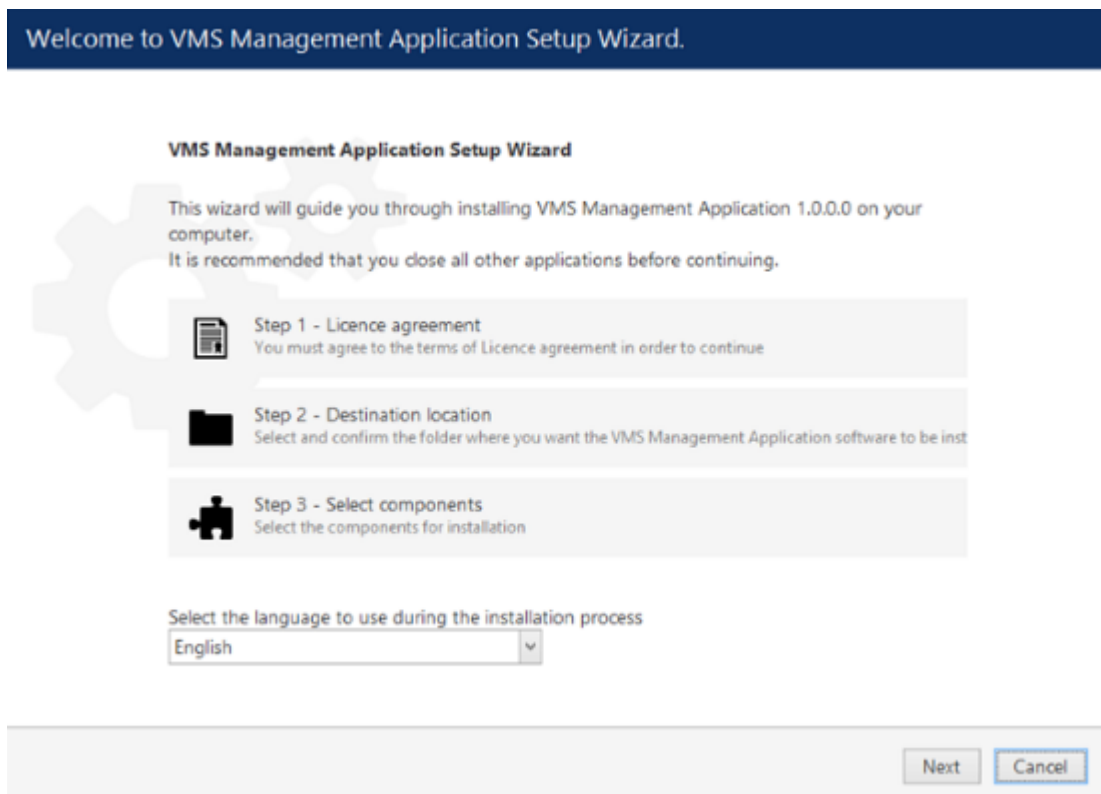 Welcome to VMS Management Application Setup Wizard.
VMS Management Application Setup Wizard
This wizard will guide you through installing VMS Management Application 1.0.0.0 on your
computer.
It is recommended that you close all other applications before continuing.
Step 1 - Licence agreement
You must agree to the terms of Licence agreement in order to continue
Step 2 - Destination location
Select and confirm the folder where you want the VMS Management Application software to be inst
Step 3 - Select components
Select the components for installation
Select the language to use during the installation process
English
Next Cancel